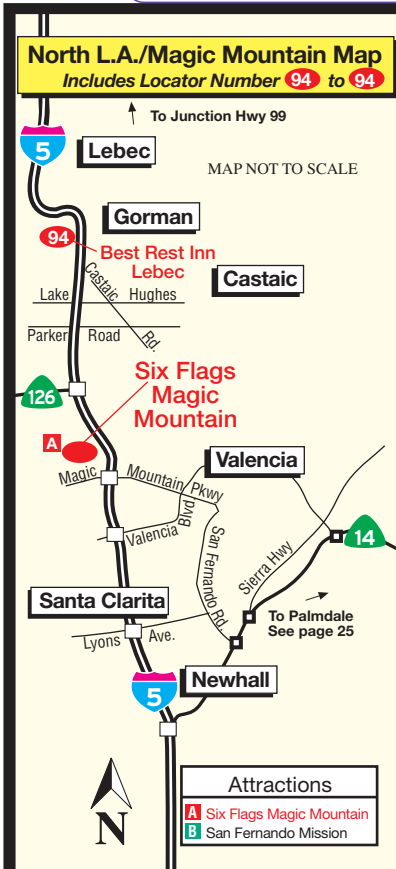 North L.A./Magic Mountain Map
Includes Locator Number 94 to 94
To Junction Hwy 99
5
Lebec
MAP NOT TO SCALE
Gorman
94
Best Rest Inn
Lebec
Castaic
Castaic Rd.
Lake Hughes
Parker Road
Six Flags
Magic
Mountain
126
A
Magic Mountain Pkwy
Valencia
Valencia Blvd
San Fernando Rd.
Sierra Hwy
14
Santa Clarita
To Palmdale
See page 25
Lyons Ave.
5
Newhall
N
Attractions
A Six Flags Magic Mountain
B San Fernando Mission